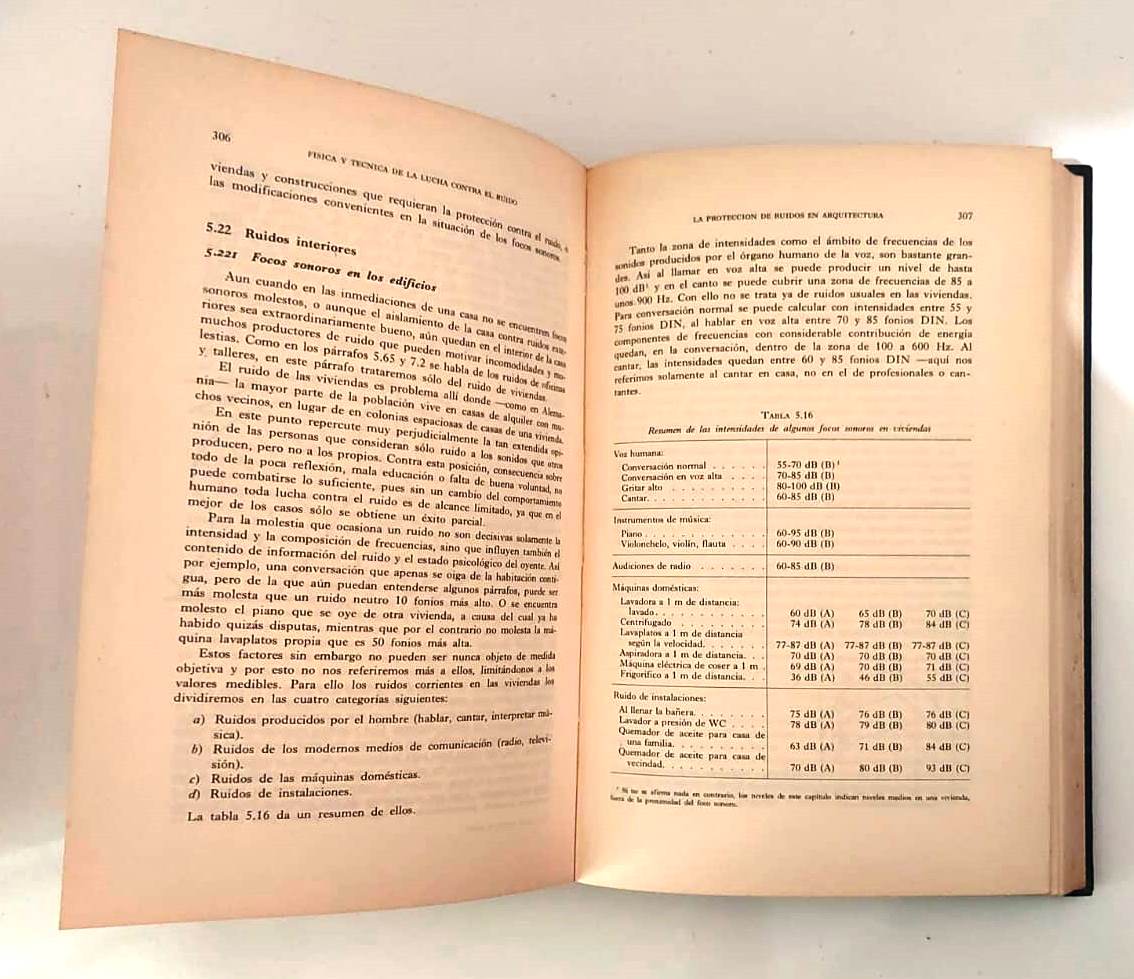 306
FISICA Y TECNICA DE LA LUCHA CONTRA EL RUIDO
viendas y construcciones que requieran la protección contra el ruido, o
las modificaciones convenientes en la situación de los focos sonoros.
5.22 Ruidos interiores
5.221 Focos sonoros en los edificios
Aun cuando en las inmediaciones de una casa no se encuentren focos
sonoros molestos, o aunque el aislamiento de la casa contra ruidos exte-
riores sea extraordinariamente bueno, aún quedan en el interior de la casa
muchos productores de ruido que pueden motivar incomodidades y mo-
lestias. Como en los párrafos 5.65 y 7.2 se habla de los ruidos de oficinas
y talleres, en este párrafo trataremos sólo del ruido de viviendas.
El ruido de las viviendas es problema allí donde —como en Alema-
nia— la mayor parte de la población vive en casas de alquiler con mu-
chos vecinos, en lugar de en colonias espaciosas de casas de una vivienda.
En este punto repercute muy perjudicialmente la tan extendida opi-
nión de las personas que consideran sólo ruido a los sonidos que otros
producen, pero no a los propios. Contra esta posición, consecuencia sobre
todo de la poca reflexión, mala educación o falta de buena voluntad, no
puede combatirse lo suficiente, pues sin un cambio del comportamiento
humano toda lucha contra el ruido es de alcance limitado, ya que en el
mejor de los casos sólo se obtiene un éxito parcial.
Para la molestia que ocasiona un ruido no son decisivas solamente la
intensidad y la composición de frecuencias, sino que influyen también el
contenido de información del ruido y el estado psicológico del oyente. Así
por ejemplo, una conversación que apenas se oiga de la habitación conti-
gua, pero de la que aún puedan entenderse algunos párrafos, puede ser
más molesta que un ruido neutro 10 fonios más alto. O se encuentra
molesto el piano que se oye de otra vivienda, a causa del cual ya ha
habido quizás disputas, mientras que por el contrario no molesta la má-
quina lavaplatos propia que es 50 fonios más alta.
Estos factores sin embargo no pueden ser nunca objeto de medida
objetiva y por esto no nos referiremos más a ellos, limitándonos a los
valores medibles. Para ello los ruidos corrientes en las viviendas los
dividiremos en las cuatro categorías siguientes:
a) Ruidos producidos por el hombre (hablar, cantar, interpretar mú-
sica).
b) Ruidos de los modernos medios de comunicación (radio, televi-
sión).
c) Ruidos de las máquinas domésticas.
d) Ruidos de instalaciones.
La tabla 5.16 da un resumen de ellos.
LA PROTECCION DE RUIDOS EN ARQUITECTURA 307
Tanto la zona de intensidades como el ámbito de frecuencias de los
sonidos producidos por el órgano humano de la voz, son bastante gran-
des. Así al llamar en voz alta se puede producir un nivel de hasta
100 dB¹ y en el canto se puede cubrir una zona de frecuencias de 85 a
unos 900 Hz. Con ello no se trata ya de ruidos usuales en las viviendas.
Para conversación normal se puede calcular con intensidades entre 55 y
75 fonios DIN, al hablar en voz alta entre 70 y 85 fonios DIN. Los
componentes de frecuencias con considerable contribución de energía
quedan, en la conversación, dentro de la zona de 100 a 600 Hz. Al
cantar, las intensidades quedan entre 60 y 85 fonios DIN —aquí nos
referimos solamente al cantar en casa, no en el de profesionales o can-
tantes.
TABLA 5.16
Resumen de las intensidades de algunos focos sonoros en viviendas
Voz humana:
Conversación normal . . . . . . 55-70 dB (B)¹
Conversación en voz alta . . . . 70-85 dB (B)
Gritar alto . . . . . . . . . 80-100 dB (B)
Cantar. . . . . . . . . . . . 60-85 dB (B)
Instrumentos de música:
Piano . . . . . . . . . . . . 60-95 dB (B)
Violonchelo, violín, flauta . . . . 60-90 dB (B)
Audiciones de radio . . . . . . . 60-85 dB (B)
Máquinas domésticas:
Lavadora a 1 m de distancia:
lavado. . . . . . . . . . . 60 dB (A) 65 dB (B) 70 dB (C)
Centrifugado . . . . . . . . . 74 dB (A) 78 dB (B) 84 dB (C)
Lavaplatos a 1 m de distancia
según la velocidad. . . . . . 77-87 dB (A) 77-87 dB (B) 77-87 dB (C)
Aspiradora a 1 m de distancia. . . 70 dB (A) 70 dB (B) 70 dB (C)
Máquina eléctrica de coser a 1 m . 69 dB (A) 70 dB (B) 71 dB (C)
Frigorífico a 1 m de distancia. . . 36 dB (A) 46 dB (B) 55 dB (C)
Ruido de instalaciones:
Al llenar la bañera. . . . . . . . 75 dB (A) 76 dB (B) 76 dB (C)
Lavador a presión de WC . . . . 78 dB (A) 79 dB (B) 80 dB (C)
Quemador de aceite para casa de
una familia. . . . . . . . . . 63 dB (A) 71 dB (B) 84 dB (C)
Quemador de aceite para casa de
vecindad. . . . . . . . . . . 70 dB (A) 80 dB (B) 93 dB (C)
¹ Si no se afirma nada en contrario, los niveles de este capítulo indican niveles medios en una vivienda,
fuera de la proximidad del foco sonoro.